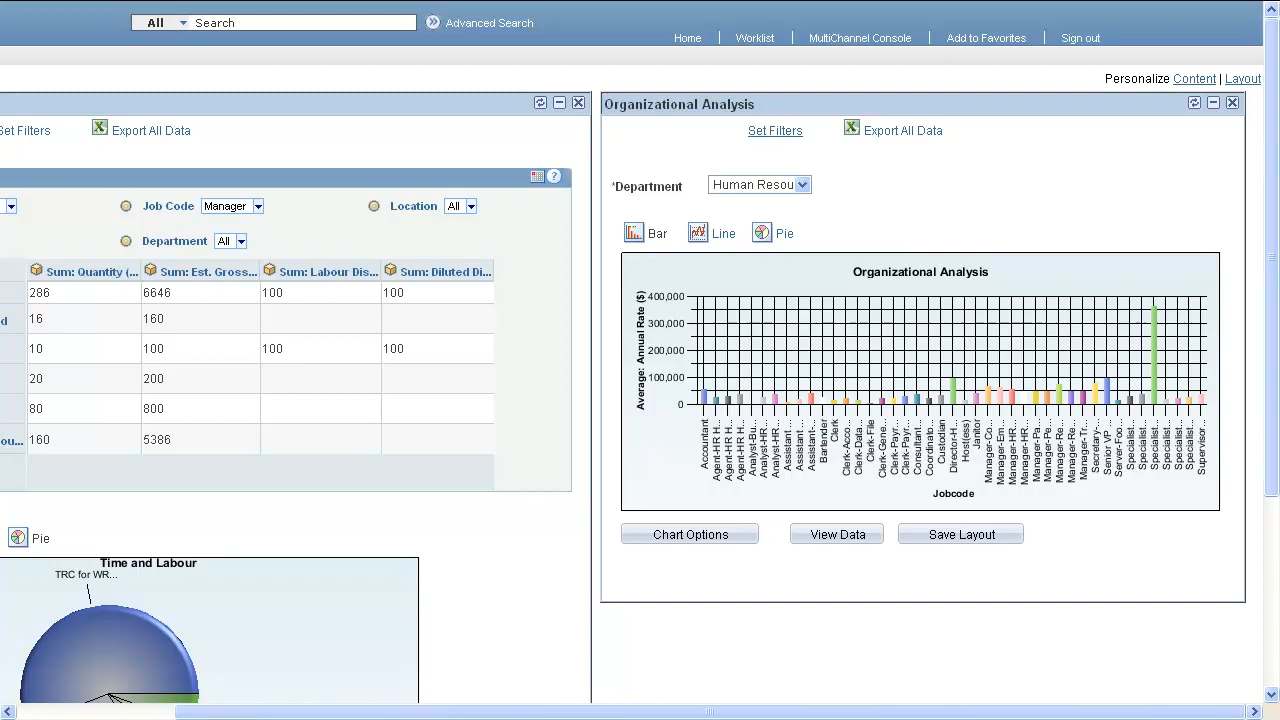 All Search Advanced Search
Home Worklist MultiChannel Console Add to Favorites Sign out
Personalize Content | Layout
Set Filters Export All Data
Job Code Manager Location All
Department All
Sum: Quantity (... Sum: Est. Gross... Sum: Labour Dis... Sum: Diluted Di...
286 6646 100 100
d 16 160
10 100 100 100
20 200
80 800
ou... 160 5386
Pie
Time and Labour
TRC for WR...
Organizational Analysis
Set Filters Export All Data
*Department Human Resou
Bar Line Pie
Organizational Analysis
Average: Annual Rate ($)
400,000
300,000
200,000
100,000
0
Accountant
Agent-HR H...
Agent-HR H...
Agent-HR H...
Analyst-Bu...
Analyst-HR...
Analyst-HR...
Assistant ...
Assistant-...
Assistant-...
Bartender
Clerk
Clerk-Acco...
Clerk-Data...
Clerk-File
Clerk-Gene...
Clerk-Payr...
Clerk-Payr...
Consultant...
Coordinato...
Custodian
Director-H...
Host(ess)
Janitor
Manager-Co...
Manager-Em...
Manager-HR...
Manager-HR...
Manager-Pa...
Manager-Pe...
Manager-Re...
Manager-Re...
Manager-Tr...
Secretary-...
Senior VP ...
Server-Foo...
Specialist...
Specialist...
Specialist...
Specialist...
Specialist...
Specialist...
Supervisor...
Jobcode
Chart Options View Data Save Layout